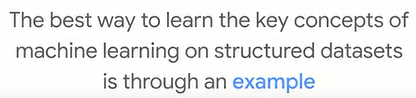 The best way to learn the key concepts of
machine learning on structured datasets
is through an example